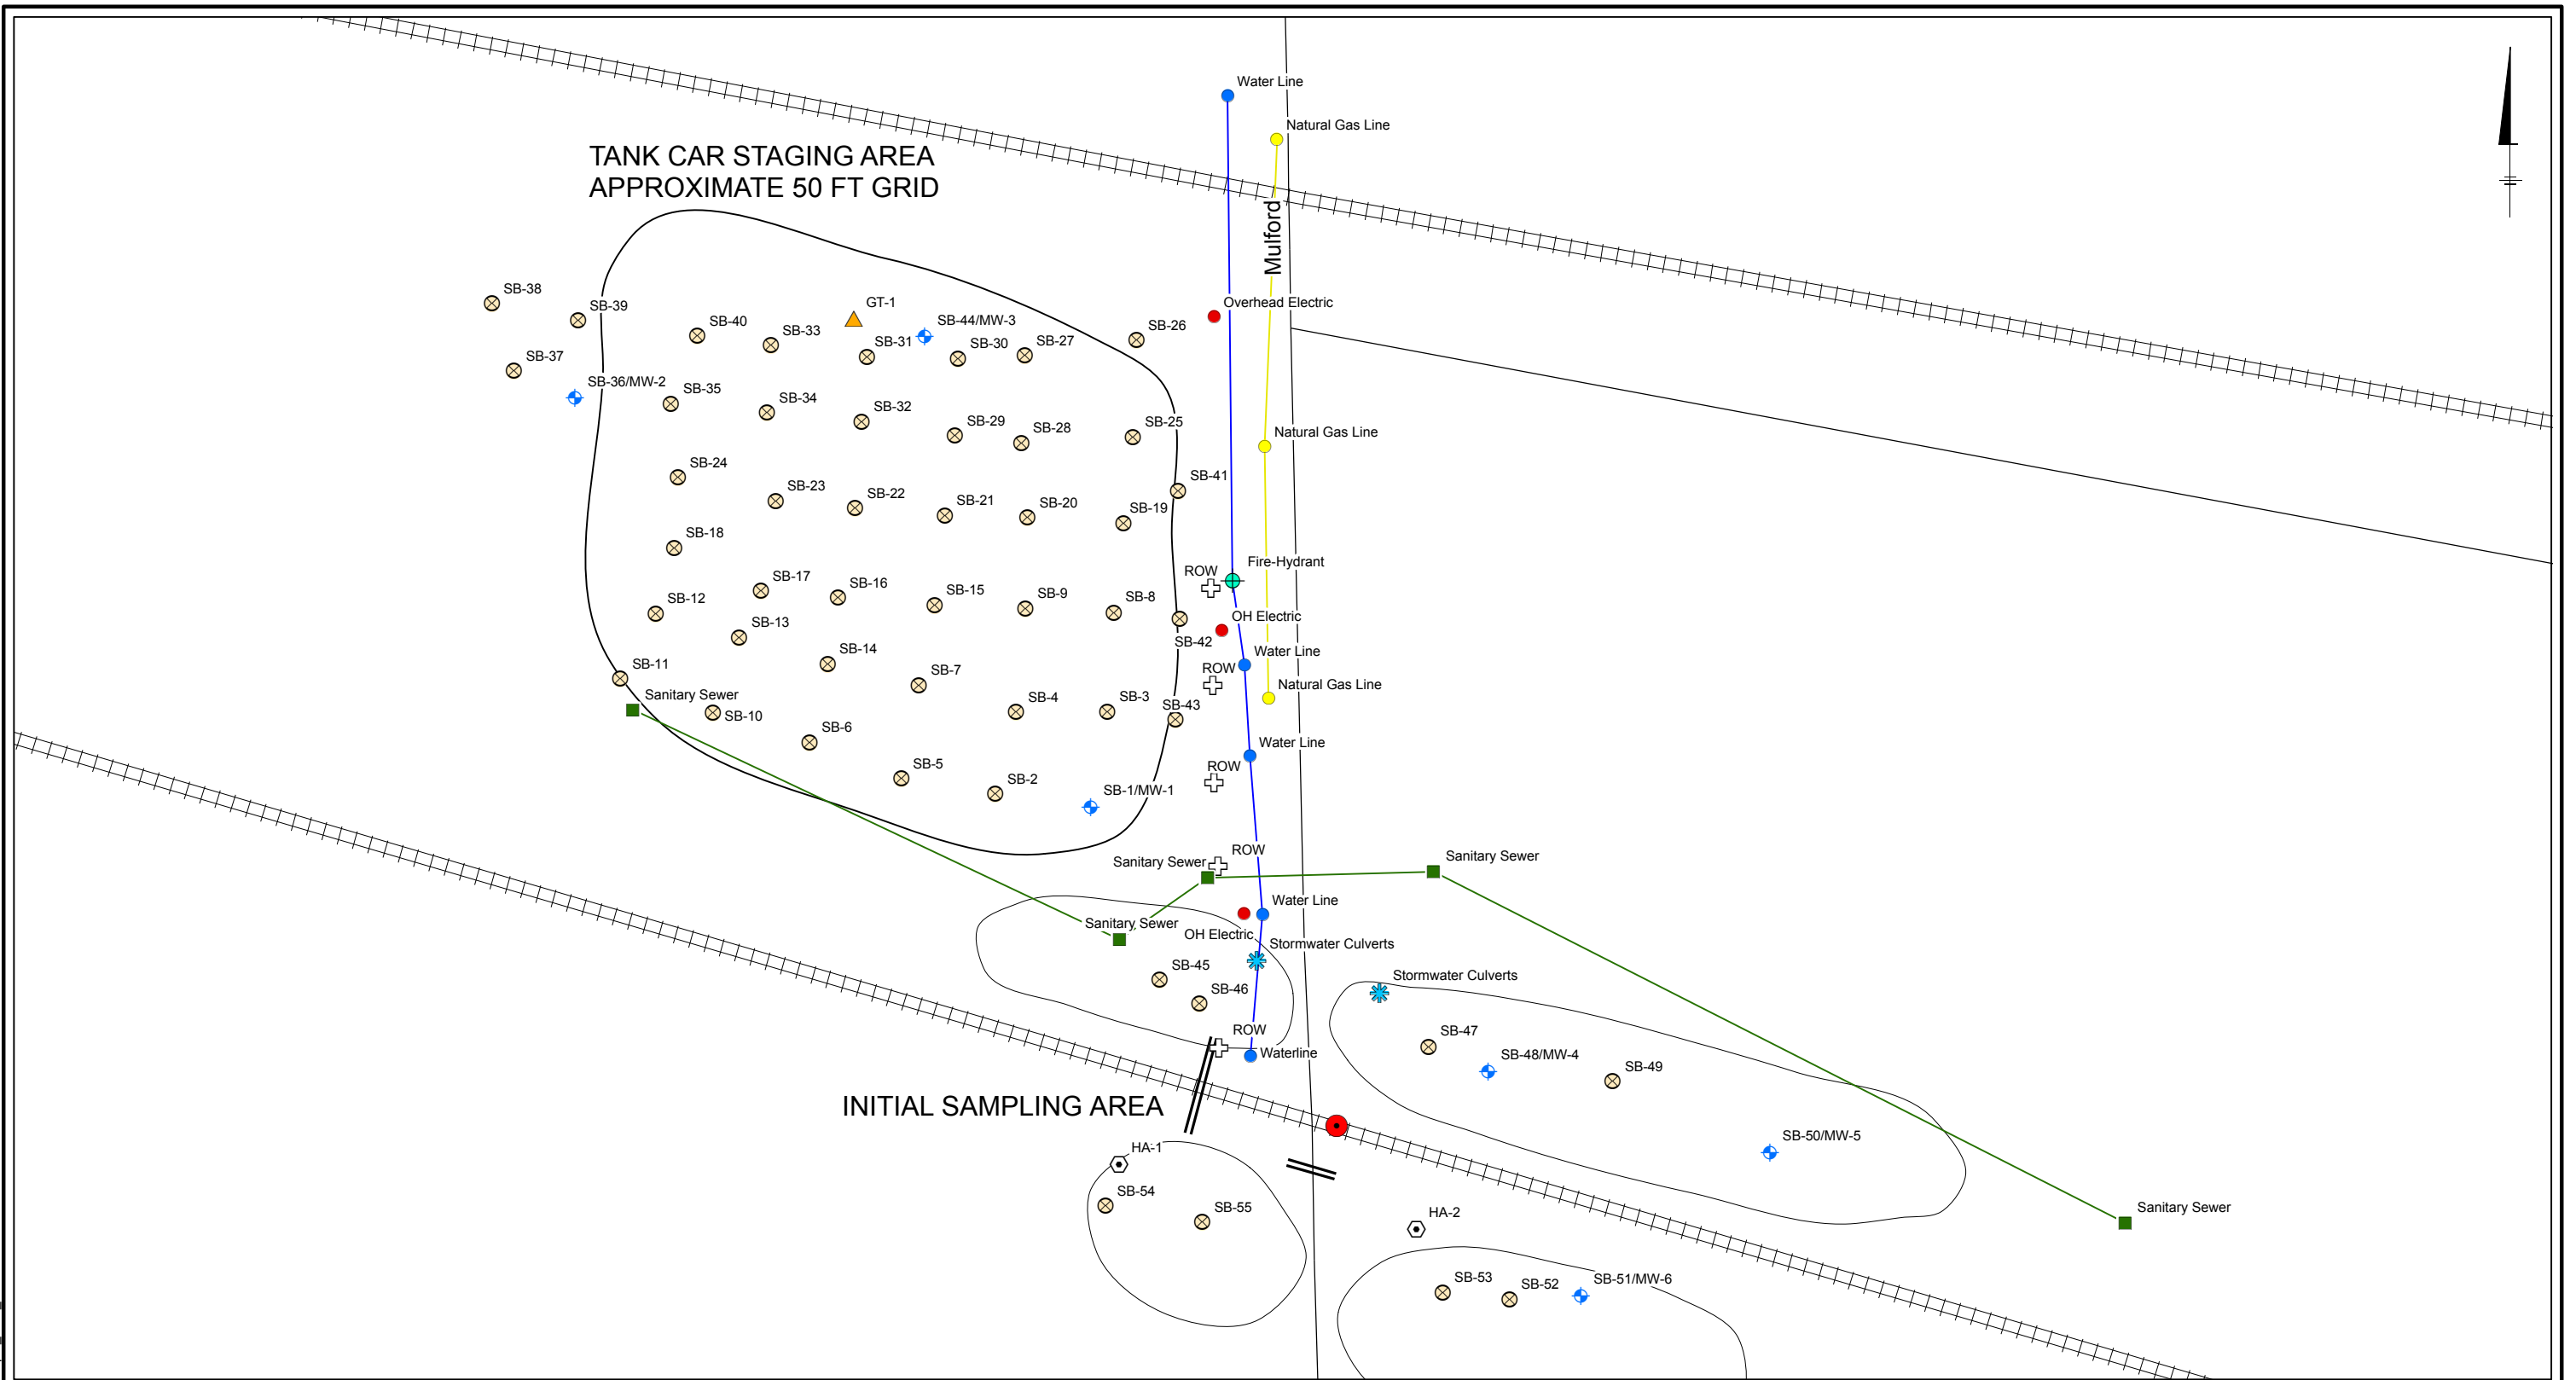 Water Line
Natural Gas Line
TANK CAR STAGING AREA
APPROXIMATE 50 FT GRID
Mulford
SB-38
SB-39
GT-1
Overhead Electric
SB-40
SB-33
SB-44/MW-3
SB-26
SB-31
SB-30
SB-27
SB-37
SB-36/MW-2
SB-35
SB-34
SB-32
SB-29
SB-28
SB-25
Natural Gas Line
SB-24
SB-41
SB-23
SB-22
SB-21
SB-20
SB-19
SB-18
Fire-Hydrant
ROW
SB-17
SB-16
SB-15
SB-9
SB-8
SB-12
OH Electric
SB-13
SB-42
SB-14
Water Line
SB-11
ROW
SB-7
Natural Gas Line
Sanitary Sewer
SB-10
SB-4
SB-3
SB-43
SB-6
Water Line
SB-5
SB-2
ROW
SB-1/MW-1
ROW
Sanitary Sewer
Sanitary Sewer
Water Line
Sanitary Sewer
OH Electric
Stormwater Culverts
SB-45
Stormwater Culverts
SB-46
ROW
SB-47
Waterline
SB-48/MW-4
SB-49
INITIAL SAMPLING AREA
SB-50/MW-5
HA-1
SB-54
SB-55
HA-2
Sanitary Sewer
SB-53
SB-52
SB-51/MW-6